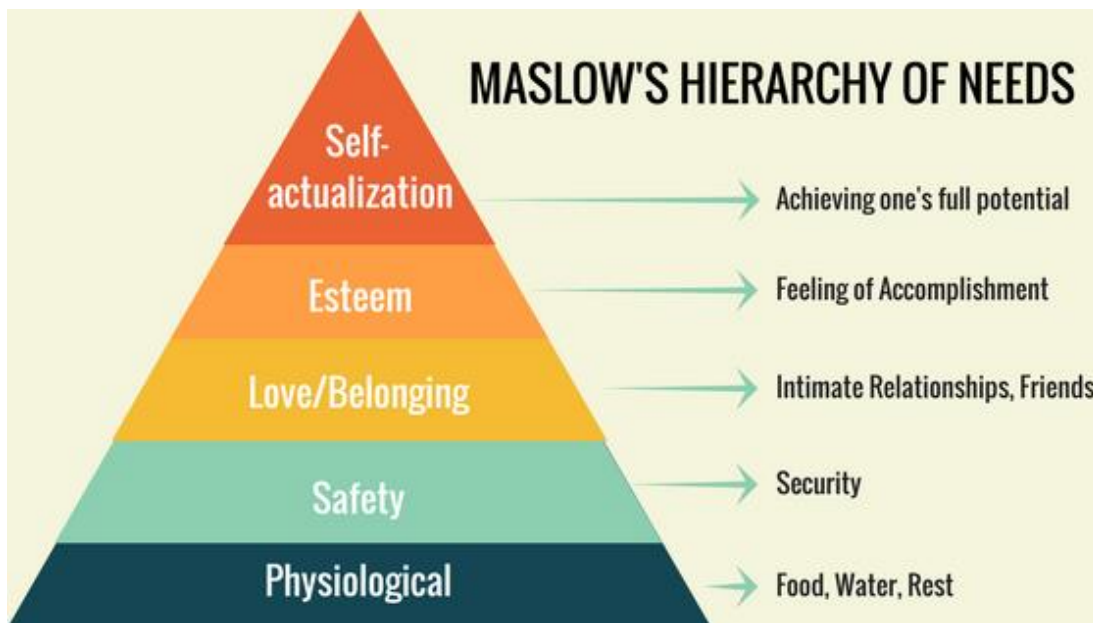 MASLOW'S HIERARCHY OF NEEDS
Self-
actualization
Achieving one's full potential
Esteem
Feeling of Accomplishment
Love/Belonging
Intimate Relationships, Friends
Safety
Security
Physiological
Food, Water, Rest